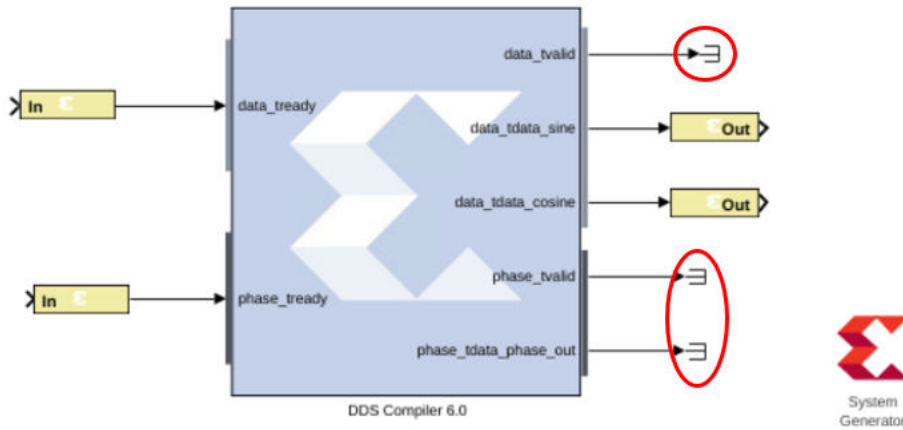 data_tvalid
In
data_tready
data_tdata_sine
Out
data_tdata_cosine
Out
phase_tvalid
In
phase_tready
phase_tdata_phase_out
DDS Compiler 6.0
System
Generator